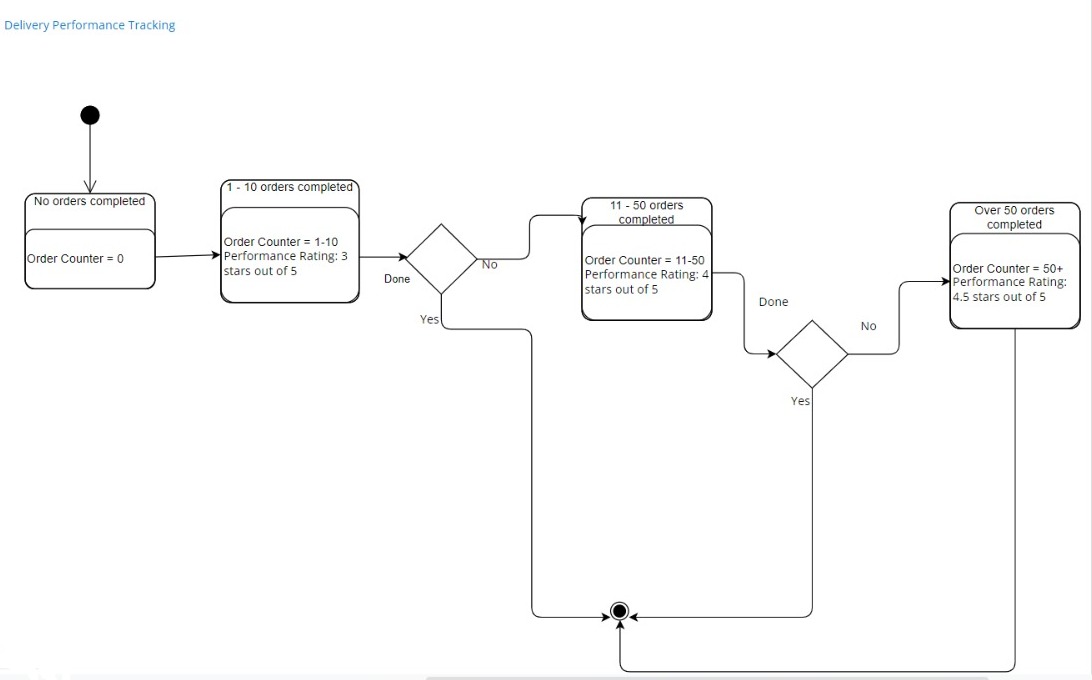 Delivery Performance Tracking
No orders completed
Order Counter = 0
1 - 10 orders completed
Order Counter = 1-10
Performance Rating: 3
stars out of 5
Done
No
Yes
11 - 50 orders
completed
Order Counter = 11-50
Performance Rating: 4
stars out of 5
Done
No
Yes
Over 50 orders
completed
Order Counter = 50+
Performance Rating:
4.5 stars out of 5